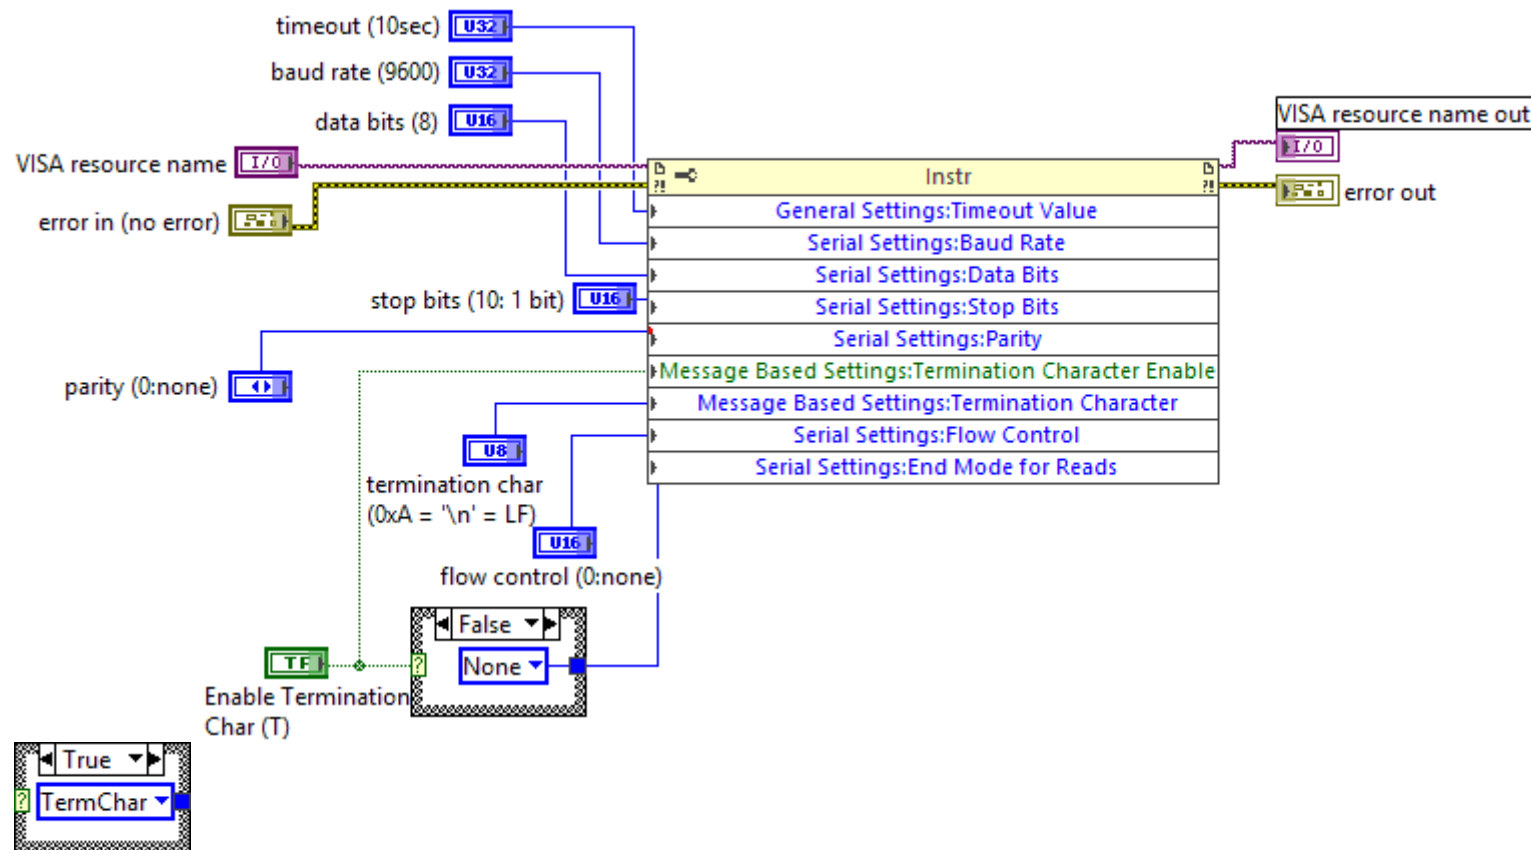 timeout (10sec)
U32
baud rate (9600)
U32
data bits (8)
U16
VISA resource name
I/O
error in (no error)
Instr
General Settings:Timeout Value
Serial Settings:Baud Rate
Serial Settings:Data Bits
Serial Settings:Stop Bits
Serial Settings:Parity
Message Based Settings:Termination Character Enable
Message Based Settings:Termination Character
Serial Settings:Flow Control
Serial Settings:End Mode for Reads
VISA resource name out
I/O
error out
stop bits (10: 1 bit)
U16
parity (0:none)
U8
termination char
(0xA = '\n' = LF)
U16
flow control (0:none)
False
None
?
TF
Enable Termination
Char (T)
True
?
TermChar